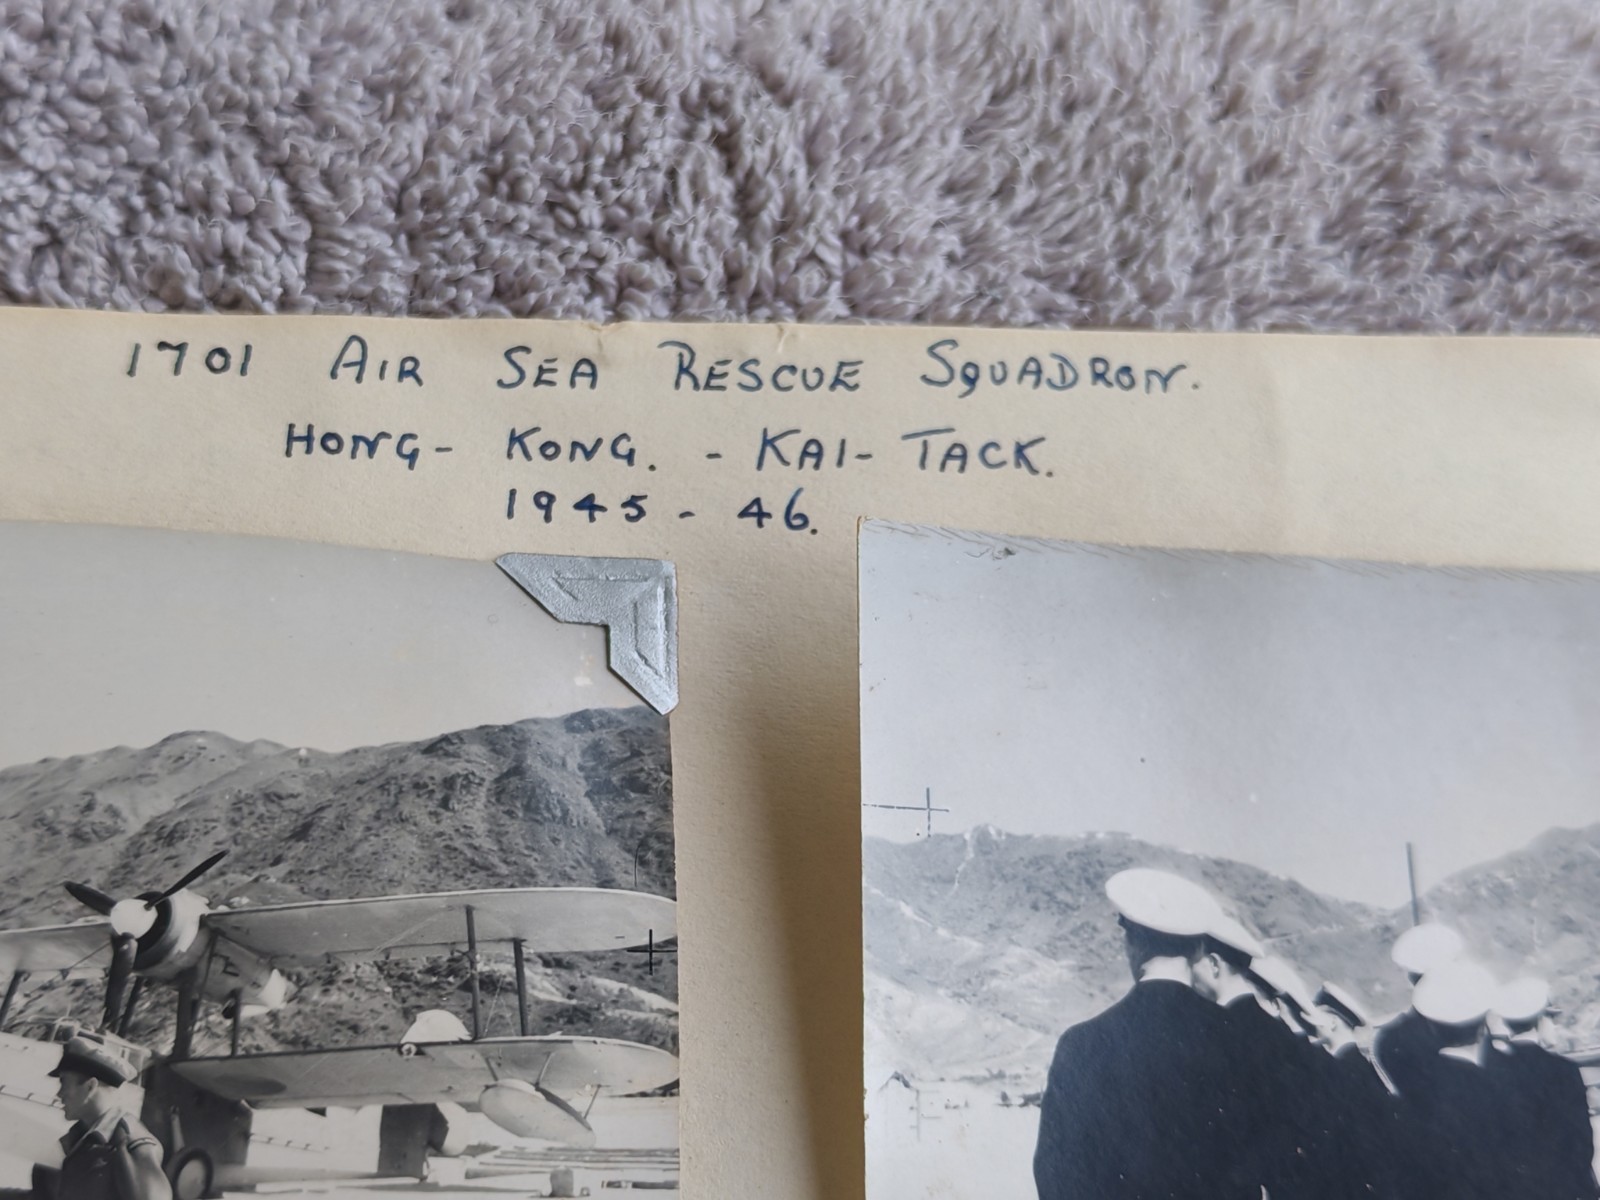 1701 AIR SEA RESCUE SQUADRON.
HONG- KONG. - KAI- TACK.
1945 - 46.